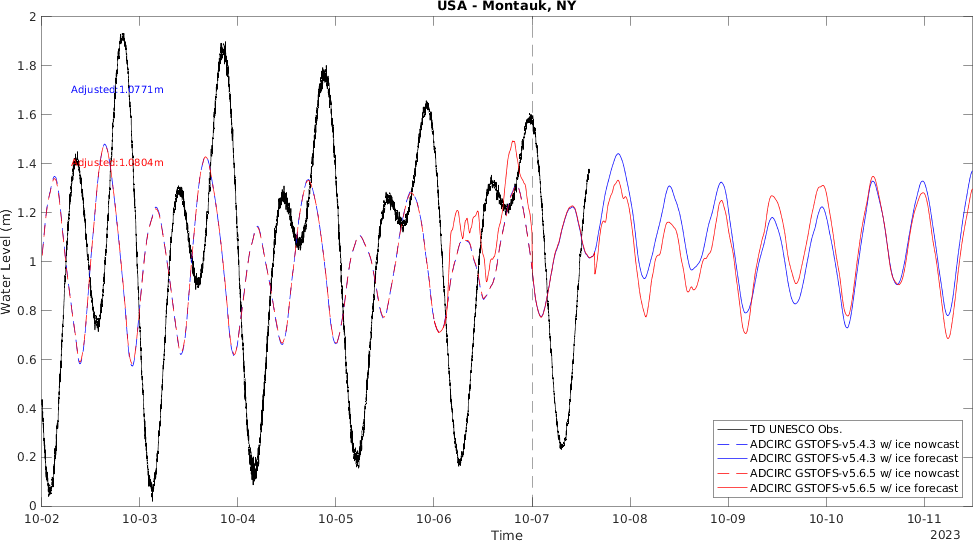 USA - Montauk, NY
2
1.8
1.6
1.4
1.2
1
0.8
0.6
0.4
0.2
0
Water Level (m)
Adjusted:1.0771m
Adjusted:1.0804m
TD UNESCO Obs.
ADCIRC GSTOFS-v5.4.3 w/ ice nowcast
ADCIRC GSTOFS-v5.4.3 w/ ice forecast
ADCIRC GSTOFS-v5.6.5 w/ ice nowcast
ADCIRC GSTOFS-v5.6.5 w/ ice forecast
10-02 10-03 10-04 10-05 10-06 10-07 10-08 10-09 10-10 10-11
Time
2023